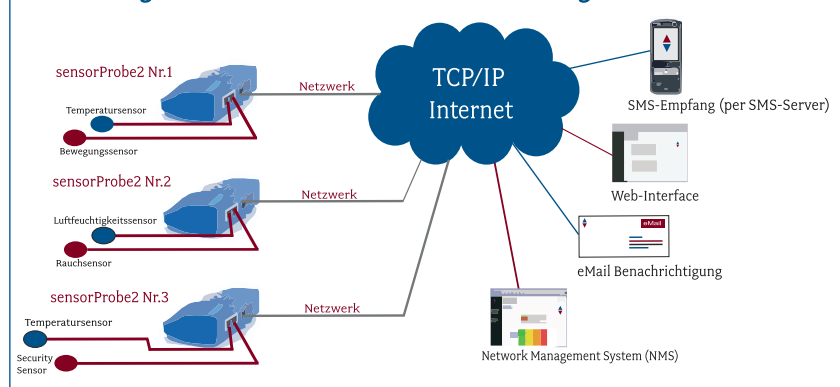 sensorProbe2 Nr.1
Temperatursensor
Bewegungssensor
Netzwerk
sensorProbe2 Nr.2
Luftfeuchtigkeitssensor
Rauchsensor
Netzwerk
sensorProbe2 Nr.3
Temperatursensor
Security
Sensor
Netzwerk
TCP/IP
Internet
SMS-Empfang (per SMS-Server)
Web-Interface
eMail
eMail Benachrichtigung
Network Management System (NMS)